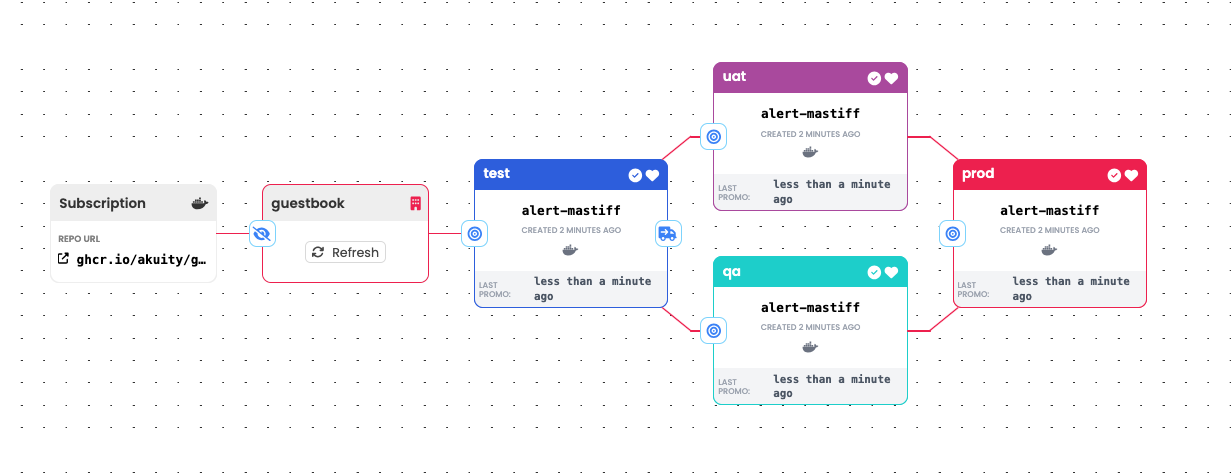 Subscription
REPO URL
ghcr.io/akuity/g…
guestbook
Refresh
test
alert-mastiff
CREATED 2 MINUTES AGO
LAST PROMO:
less than a minute
ago
uat
alert-mastiff
CREATED 2 MINUTES AGO
LAST PROMO:
less than a minute
ago
qa
alert-mastiff
CREATED 2 MINUTES AGO
LAST PROMO:
less than a minute
ago
prod
alert-mastiff
CREATED 2 MINUTES AGO
LAST PROMO:
less than a minute
ago